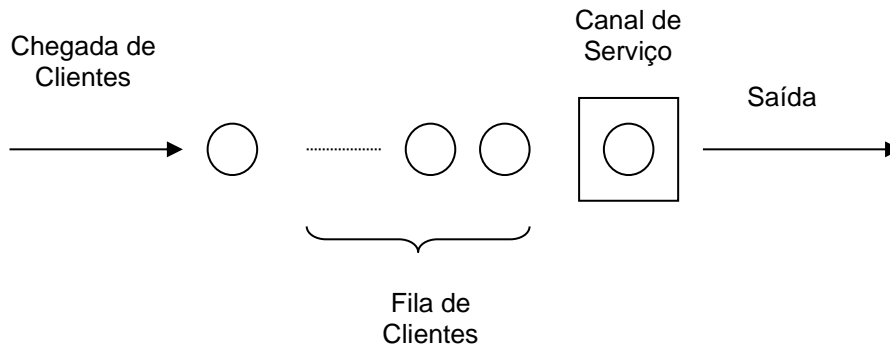 Chegada de
Clientes
Canal de
Serviço
Saída
Fila de
Clientes